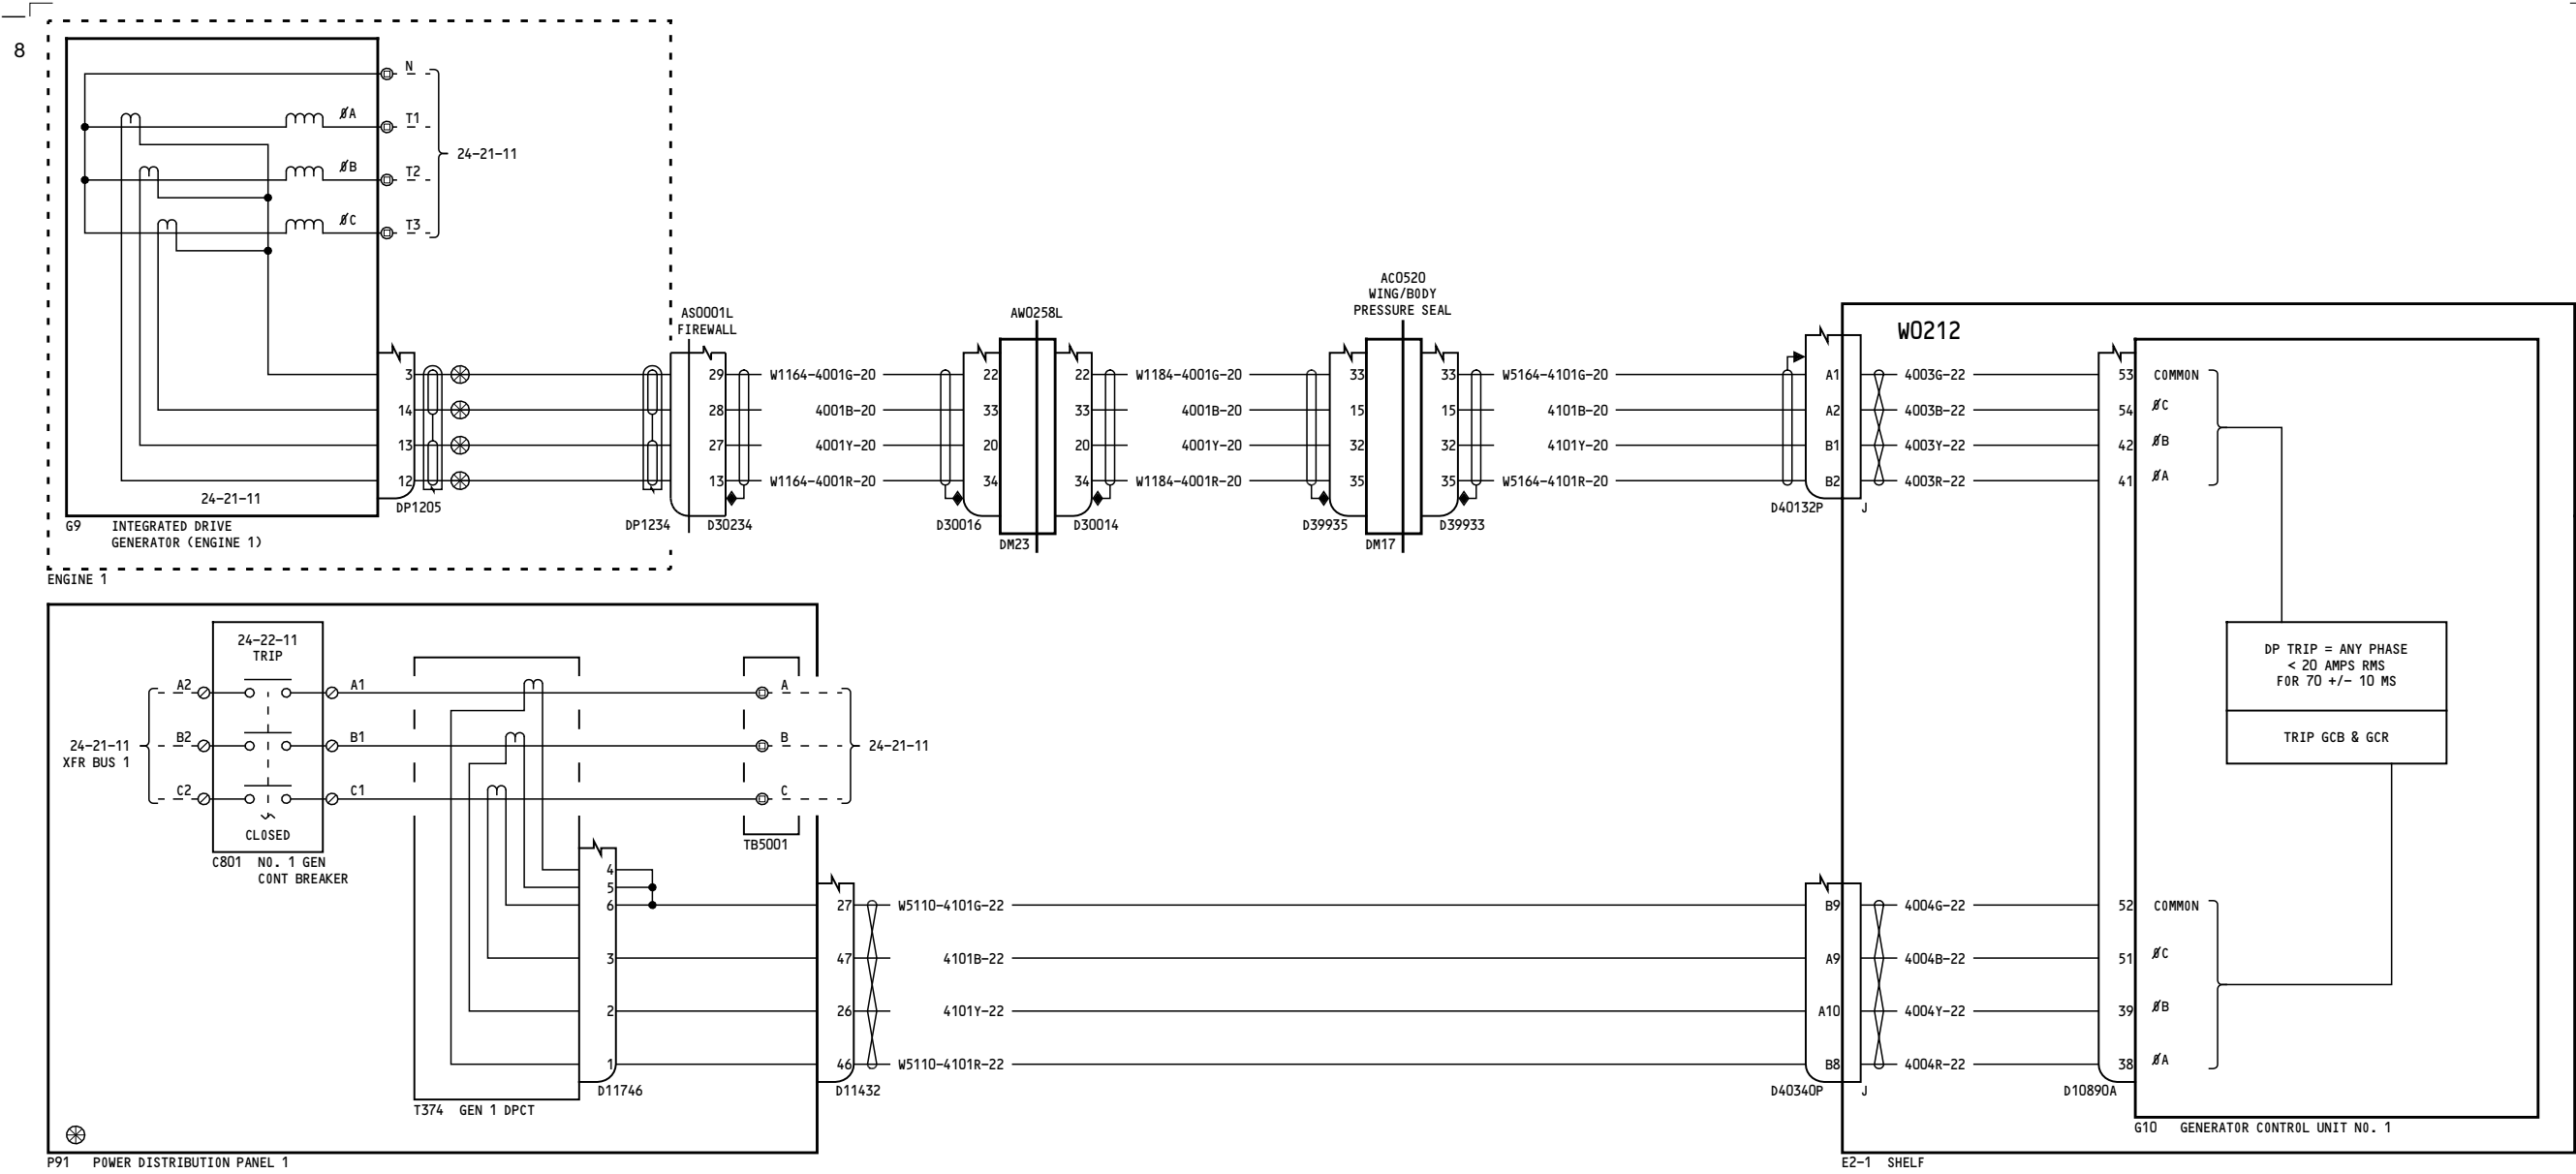 8
N
ØA
T1
24-21-11
ØB
T2
ØC
T3
3
14
13
12
24-21-11
DP1205
G9 INTEGRATED DRIVE
GENERATOR (ENGINE 1)
ENGINE 1
DP1234
AS0001L
FIREWALL
29
28
27
13
D30234
W1164-4001G-20
4001B-20
4001Y-20
W1164-4001R-20
AW0258L
22
33
20
34
D30016
DM23
22
33
20
34
D30014
W1184-4001G-20
4001B-20
4001Y-20
W1184-4001R-20
AC0520
WING/BODY
PRESSURE SEAL
33
15
32
35
D39935
DM17
33
15
32
35
D39933
W5164-4101G-20
4101B-20
4101Y-20
W5164-4101R-20
A1
A2
B1
B2
D40132P
J
W0212
4003G-22
4003B-22
4003Y-22
4003R-22
53
54
42
41
COMMON
ØC
ØB
ØA
DP TRIP = ANY PHASE
< 20 AMPS RMS
FOR 70 +/- 10 MS
TRIP GCB & GCR
24-22-11
TRIP
A2
A1
B2
B1
C2
C1
24-21-11
XFR BUS 1
CLOSED
C801 NO. 1 GEN
CONT BREAKER
A
B
C
24-21-11
TB5001
4
5
6
3
2
1
D11746
T374 GEN 1 DPCT
27
47
26
46
D11432
W5110-4101G-22
4101B-22
4101Y-22
W5110-4101R-22
B9
A9
A10
B8
D40340P
J
4004G-22
4004B-22
4004Y-22
4004R-22
52
51
39
38
D10890A
COMMON
ØC
ØB
ØA
G10 GENERATOR CONTROL UNIT NO. 1
P91 POWER DISTRIBUTION PANEL 1
E2-1 SHELF